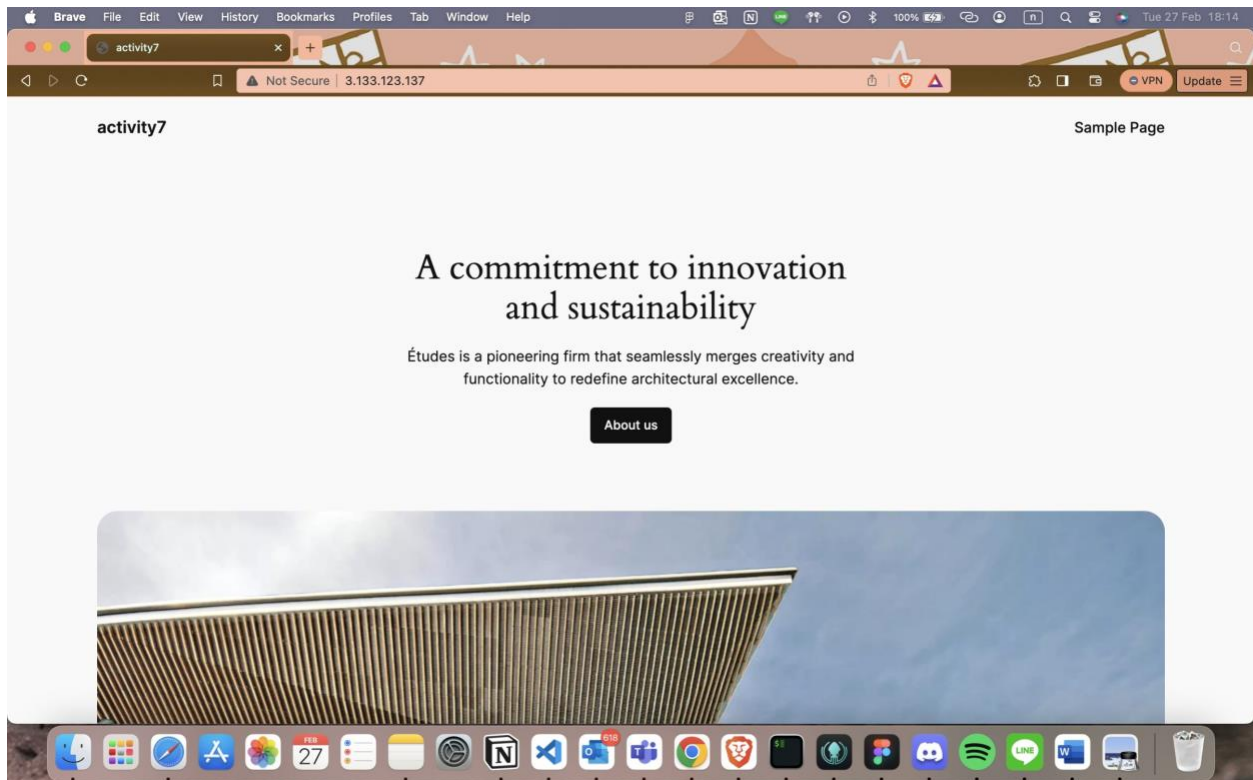 Brave File Edit View History Bookmarks Profiles Tab Window Help 100% Tue 27 Feb 18:14
activity7
Not Secure 3.133.123.137 VPN Update
activity7 Sample Page
A commitment to innovation
and sustainability
Études is a pioneering firm that seamlessly merges creativity and
functionality to redefine architectural excellence.
About us
FEB
27
618
LINE